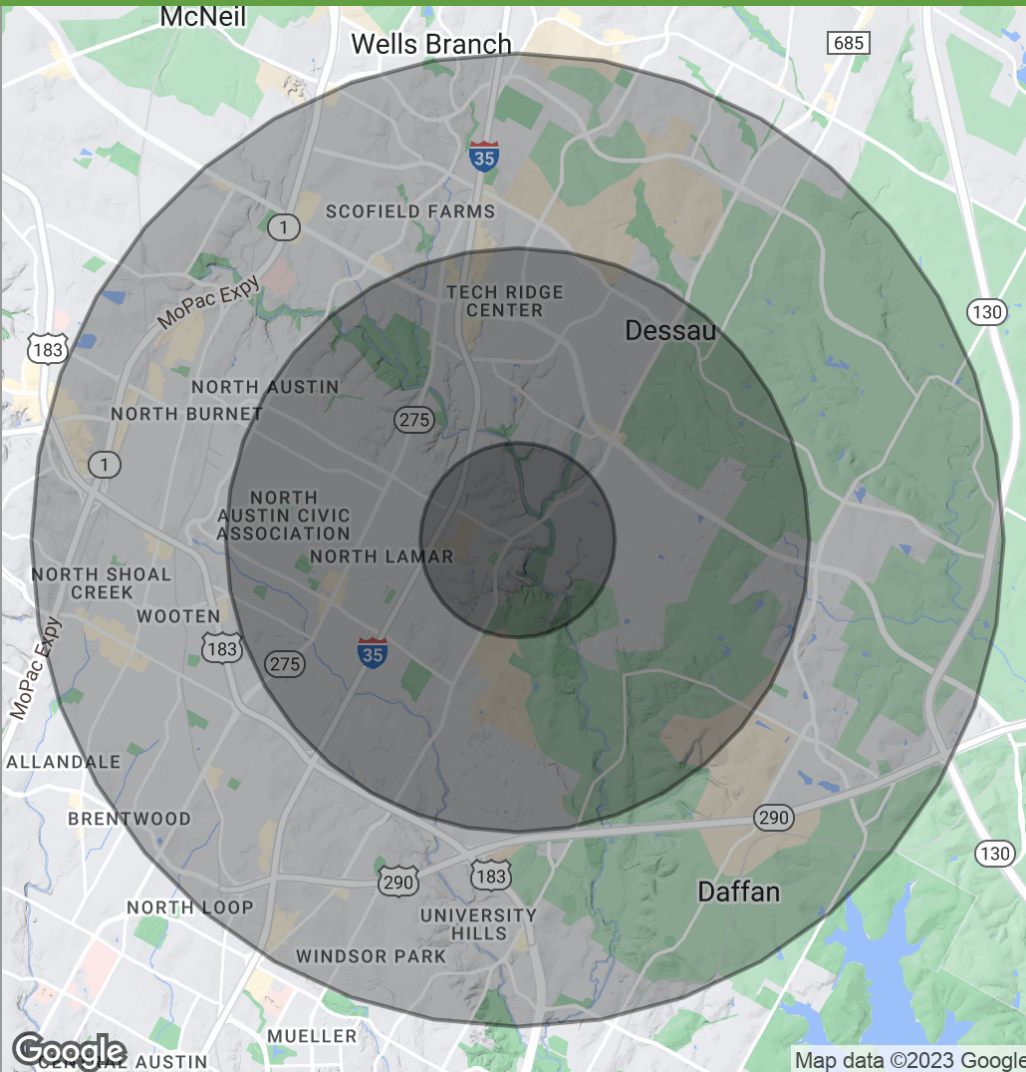 McNeil
Wells Branch
685
35
SCOFIELD FARMS
1
MoPac Expy
TECH RIDGE
CENTER
130
Dessau
183
NORTH AUSTIN
NORTH BURNET
275
1
NORTH
AUSTIN CIVIC
ASSOCIATION
NORTH LAMAR
NORTH SHOAL
CREEK
WOOTEN
183
35
275
MoPac Expy
ALLANDALE
BRENTWOOD
290
130
290
183
Daffan
NORTH LOOP
UNIVERSITY
HILLS
WINDSOR PARK
MUELLER
Google
CENTRAL AUSTIN
Map data ©2023 Google